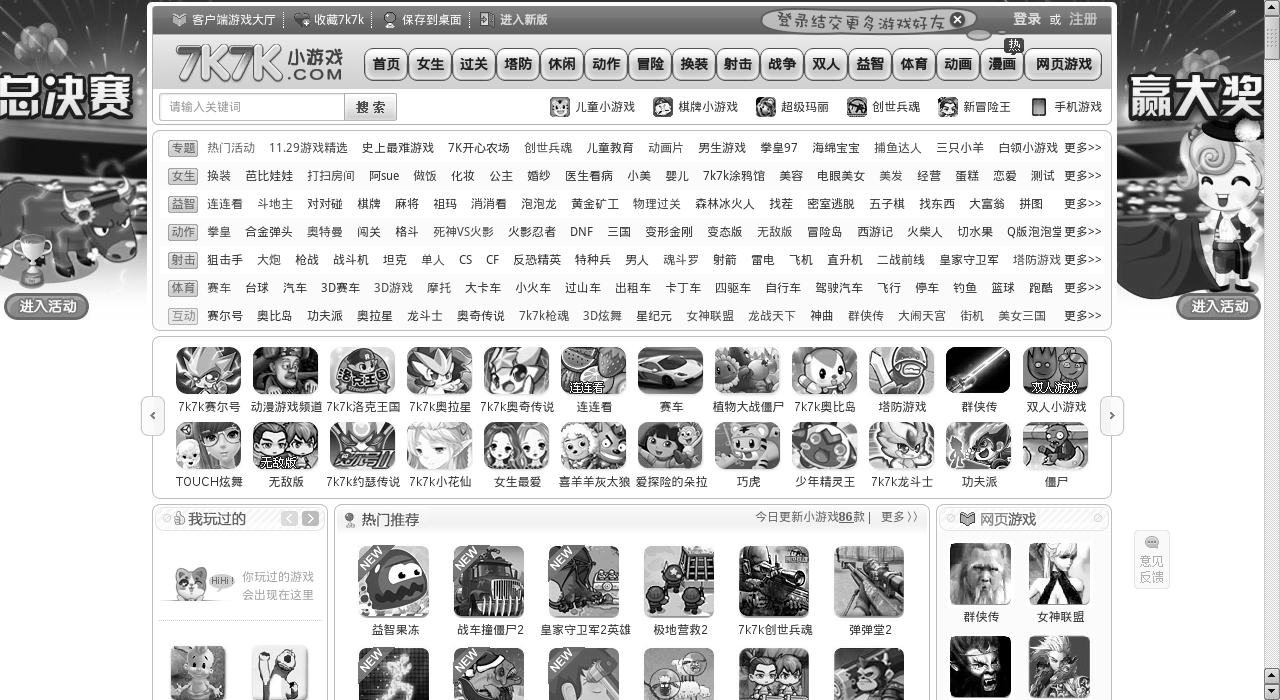 客户端游戏大厅 收藏7k7k 保存到桌面 进入新版 登录结交更多游戏好友 登录 或 注册
总决赛
赢大奖
7K7K小游戏.COM
热
首页 女生 过关 塔防 休闲 动作 冒险 换装 射击 战争 双人 益智 体育 动画 漫画 网页游戏
请输入关键词 搜 索 儿童小游戏 棋牌小游戏 超级玛丽 创世兵魂 新冒险王 手机游戏
专题 热门活动 11.29游戏精选 史上最难游戏 7K开心农场 创世兵魂 儿童教育 动画片 男生游戏 拳皇97 海绵宝宝 捕鱼达人 三只小羊 白领小游戏 更多>>
女生 换装 芭比娃娃 打扫房间 阿sue 做饭 化妆 公主 婚纱 医生看病 小美 婴儿 7k7k涂鸦馆 美容 电眼美女 美发 经营 蛋糕 恋爱 测试 更多>>
益智 连连看 斗地主 对对碰 棋牌 麻将 祖玛 消消看 泡泡龙 黄金矿工 物理过关 森林冰火人 找茬 密室逃脱 五子棋 找东西 大富翁 拼图 更多>>
动作 拳皇 合金弹头 奥特曼 闯关 格斗 死神VS火影 火影忍者 DNF 三国 变形金刚 变态版 无敌版 冒险岛 西游记 火柴人 切水果 Q版泡泡堂 更多>>
射击 狙击手 大炮 枪战 战斗机 坦克 单人 CS CF 反恐精英 特种兵 男人 魂斗罗 射箭 雷电 飞机 直升机 二战前线 皇家守卫军 塔防游戏 更多>>
体育 赛车 台球 汽车 3D赛车 3D游戏 摩托 大卡车 小火车 过山车 出租车 卡丁车 四驱车 自行车 驾驶汽车 飞行 停车 钓鱼 篮球 跑酷 更多>>
互动 赛尔号 奥比岛 功夫派 奥拉星 龙斗士 奥奇传说 7k7k枪魂 3D炫舞 星纪元 女神联盟 龙战天下 神曲 群侠传 大闹天宫 街机 美女三国 更多>>
进入活动
进入活动
洛克王国 连连看 双人游戏
7k7k赛尔号 动漫游戏频道 7k7k洛克王国 7k7k奥拉星 7k7k奥奇传说 连连看 赛车 植物大战僵尸 7k7k奥比岛 塔防游戏 群侠传 双人小游戏
无敌版
TOUCH炫舞 无敌版 7k7k约瑟传说 7k7k小花仙 女生最爱 喜羊羊灰太狼 爱探险的朵拉 巧虎 少年精灵王 7k7k龙斗士 功夫派 僵尸
我玩过的 热门推荐 今日更新小游戏86款 | 更多 网页游戏
HiHi! 你玩过的游戏
会出现在这里
NEW NEW NEW
益智果冻 战车撞僵尸2 皇家守卫军2英雄 极地营救2 7k7k创世兵魂 弹弹堂2 群侠传 女神联盟
意见
反馈
NEW NEW NEW